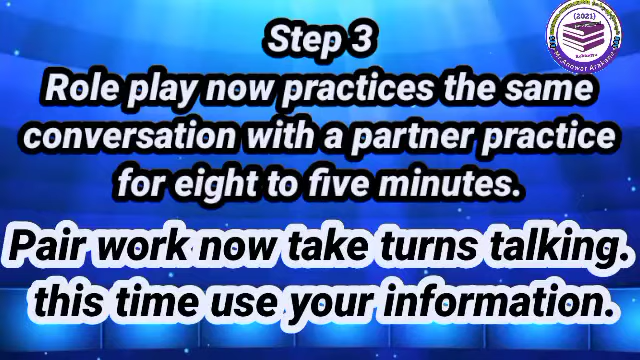 (2021)
Step 3
Role play now practices the same
conversation with a partner practice
for eight to five minutes.
Pair work now take turns talking.
this time use your information.